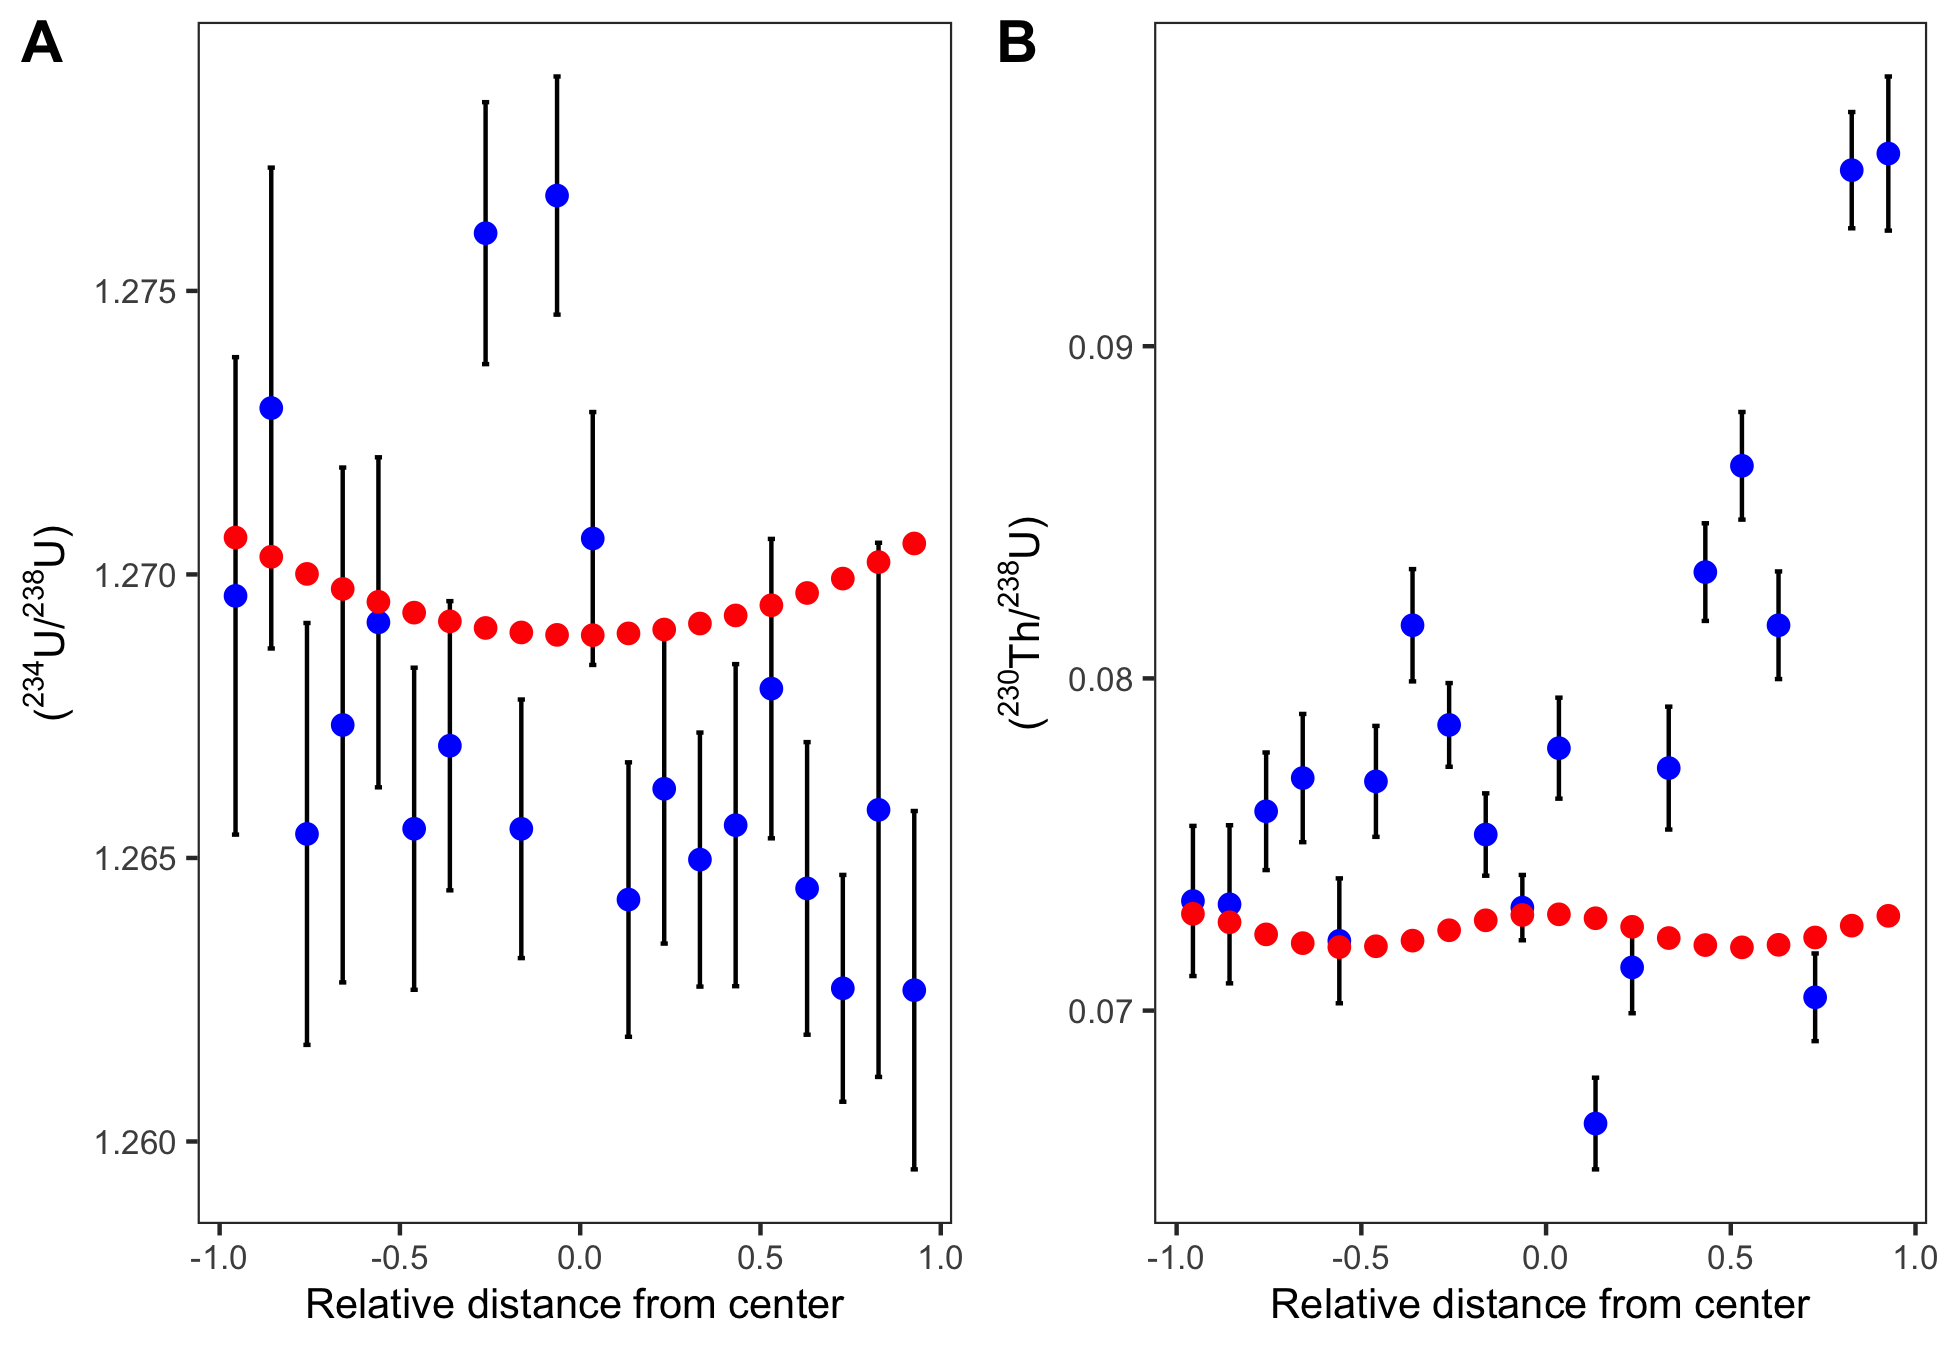 A
B
(²³⁴U/²³⁸U)
1.275
1.270
1.265
1.260
-1.0 -0.5 0.0 0.5 1.0
Relative distance from center
(²³⁰Th/²³⁸U)
0.09
0.08
0.07
-1.0 -0.5 0.0 0.5 1.0
Relative distance from center